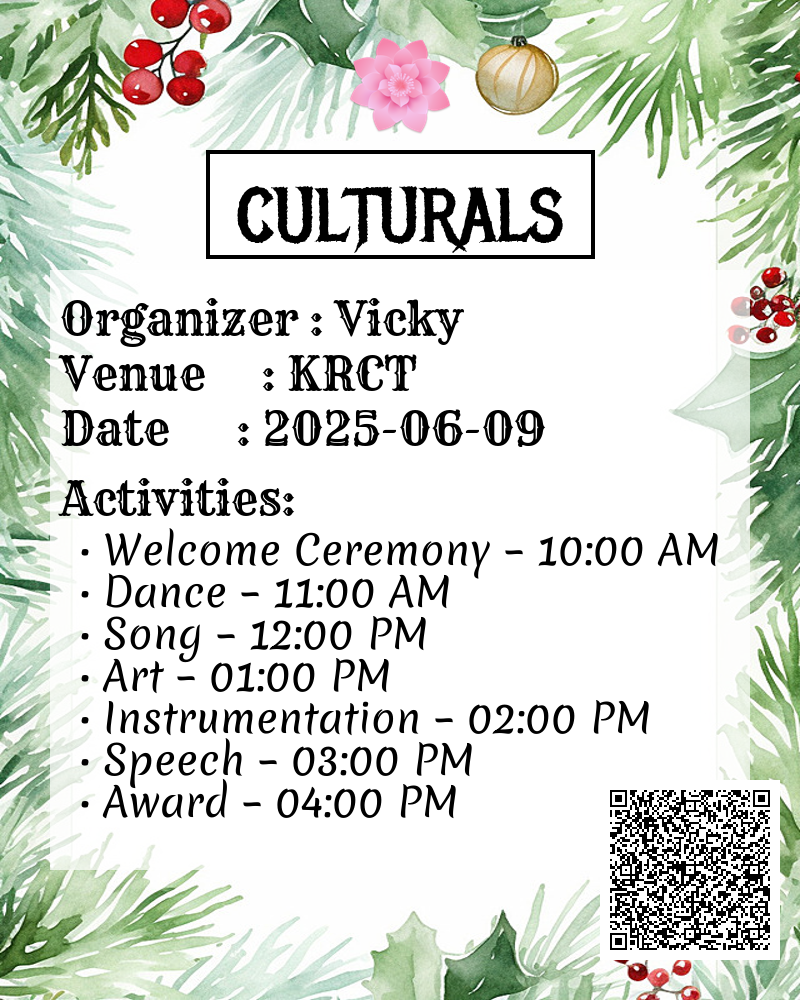 CULTURALS
Organizer : Vicky
Venue : KRCT
Date : 2025-06-09
Activities:
• Welcome Ceremony – 10:00 AM
• Dance – 11:00 AM
• Song – 12:00 PM
• Art – 01:00 PM
• Instrumentation – 02:00 PM
• Speech – 03:00 PM
• Award – 04:00 PM